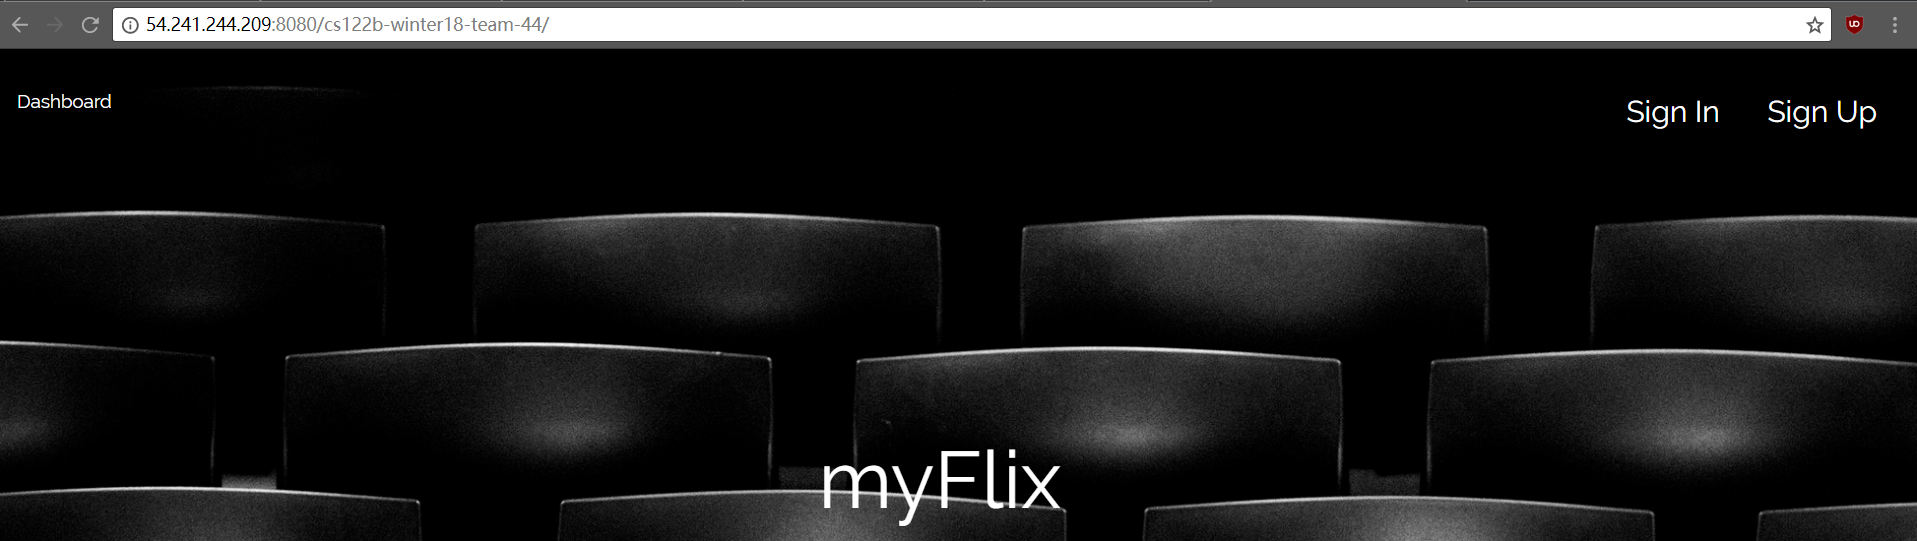 54.241.244.209:8080/cs122b-winter18-team-44/
Dashboard
Sign In
Sign Up
myFlix